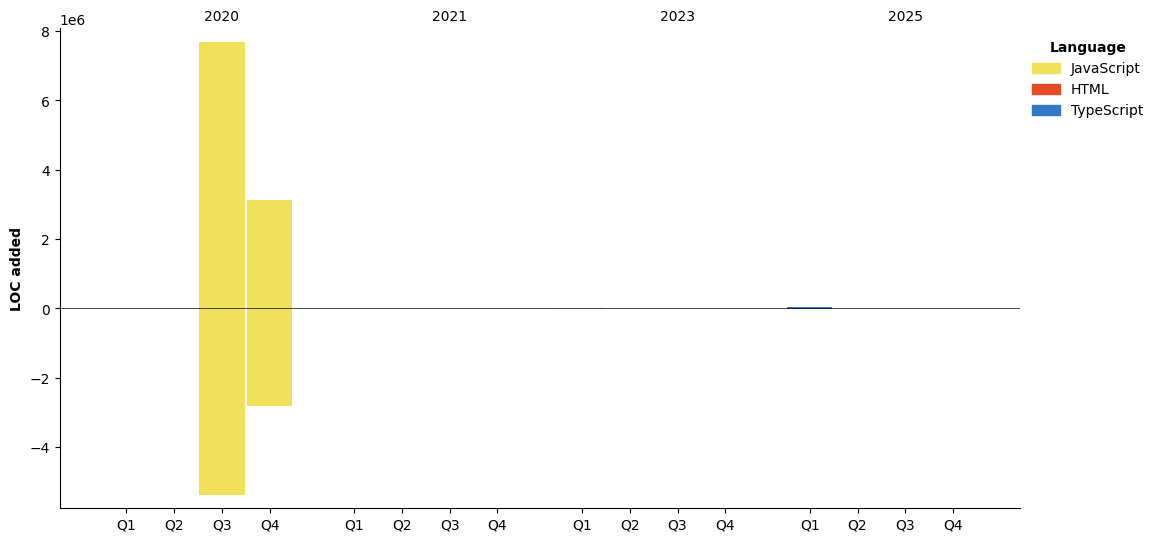 2020 2021 2023 2025
1e6
Language
JavaScript
HTML
TypeScript
LOC added
8
6
4
2
0
−2
−4
Q1 Q2 Q3 Q4 Q1 Q2 Q3 Q4 Q1 Q2 Q3 Q4 Q1 Q2 Q3 Q4